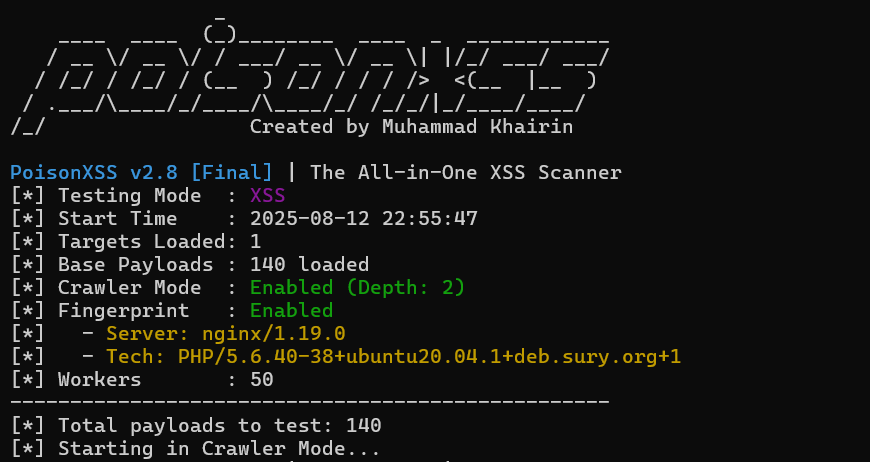 Created by Muhammad Khairin
PoisonXSS v2.8 [Final] | The All-in-One XSS Scanner
[*] Testing Mode  : XSS
[*] Start Time    : 2025-08-12 22:55:47
[*] Targets Loaded: 1
[*] Base Payloads : 140 loaded
[*] Crawler Mode  : Enabled (Depth: 2)
[*] Fingerprint   : Enabled
[*]   - Server: nginx/1.19.0
[*]   - Tech: PHP/5.6.40-38+ubuntu20.04.1+deb.sury.org+1
[*] Workers       : 50
--------------------------------------------------
[*] Total payloads to test: 140
[*] Starting in Crawler Mode...